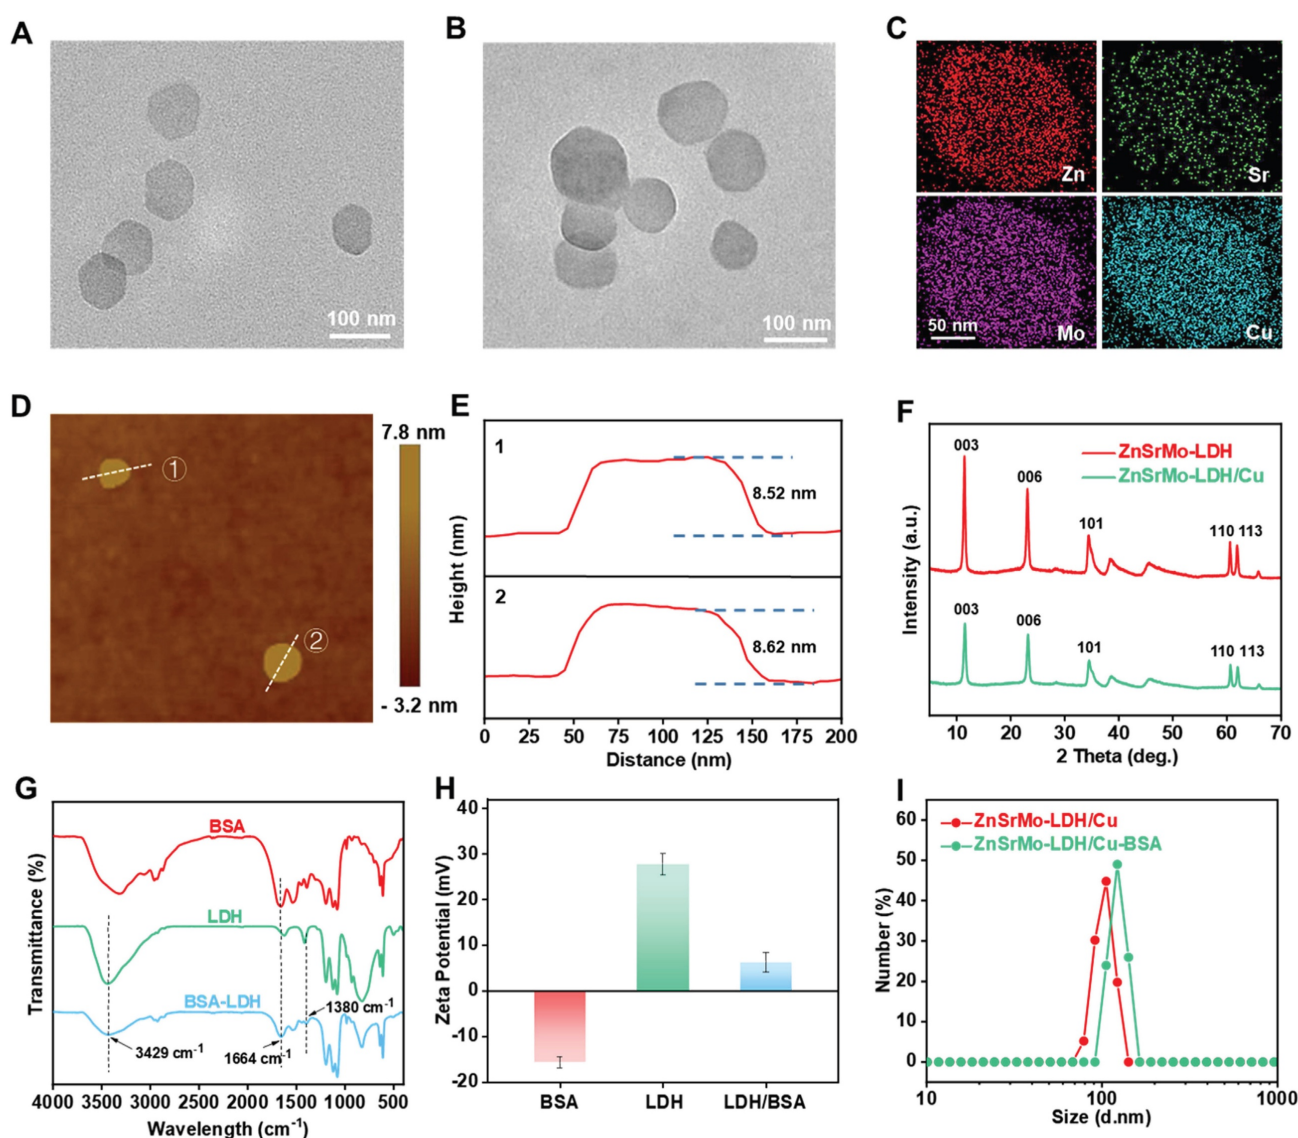 A
100 nm
B
100 nm
C
Zn
Sr
50 nm
Mo
Cu
D
①
②
7.8 nm
- 3.2 nm
E
1
8.52 nm
2
8.62 nm
Height (nm)
0 25 50 75 100 125 150 175 200
Distance (nm)
F
ZnSrMo-LDH
ZnSrMo-LDH/Cu
003
006
101
110 113
003
006
101
110 113
Intensity (a.u.)
10 20 30 40 50 60 70
2 Theta (deg.)
G
BSA
LDH
BSA-LDH
1380 cm⁻¹
3429 cm⁻¹
1664 cm⁻¹
Transmittance (%)
4000 3500 3000 2500 2000 1500 1000 500
Wavelength (cm⁻¹)
H
40
30
20
10
0
-10
-20
Zeta Potential (mV)
BSA LDH LDH/BSA
I
ZnSrMo-LDH/Cu
ZnSrMo-LDH/Cu-BSA
60
50
40
30
20
10
0
Number (%)
10 100 1000
Size (d.nm)